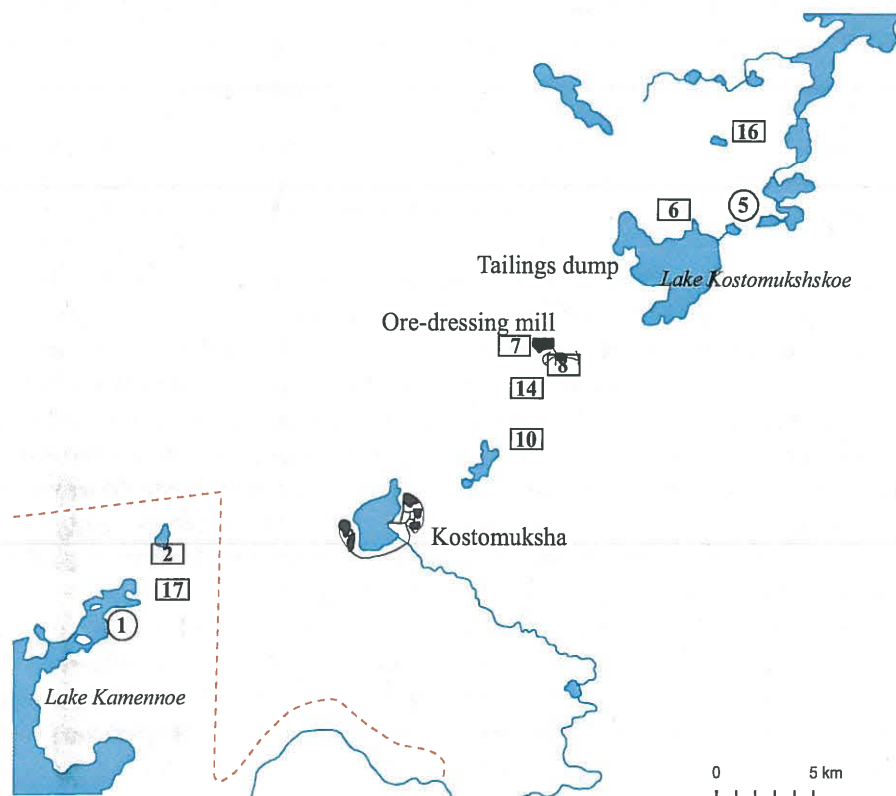 16
6
5
Tailings dump
Lake Kostomukshskoe
Ore-dressing mill
7
8
14
10
Kostomuksha
2
17
1
Lake Kamennoe
0 5 km